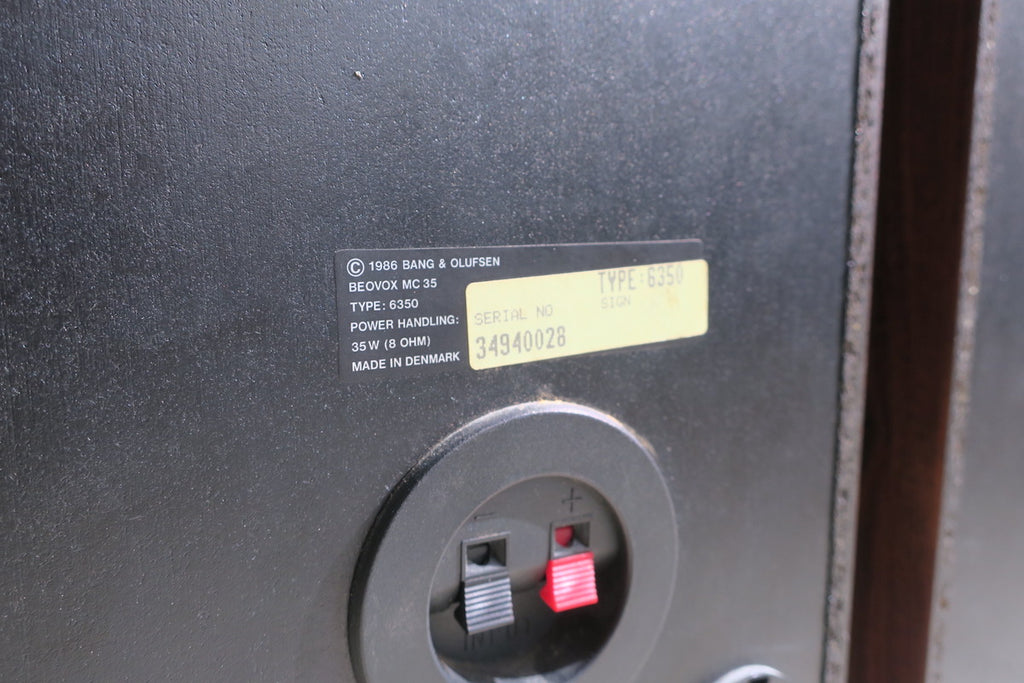 © 1986 BANG & OLUFSEN
BEOVOX MC 35
TYPE: 6350
POWER HANDLING:
35 W (8 OHM)
MADE IN DENMARK
TYPE:6350
SIGN
SERIAL NO
34940028
− +
INPUT